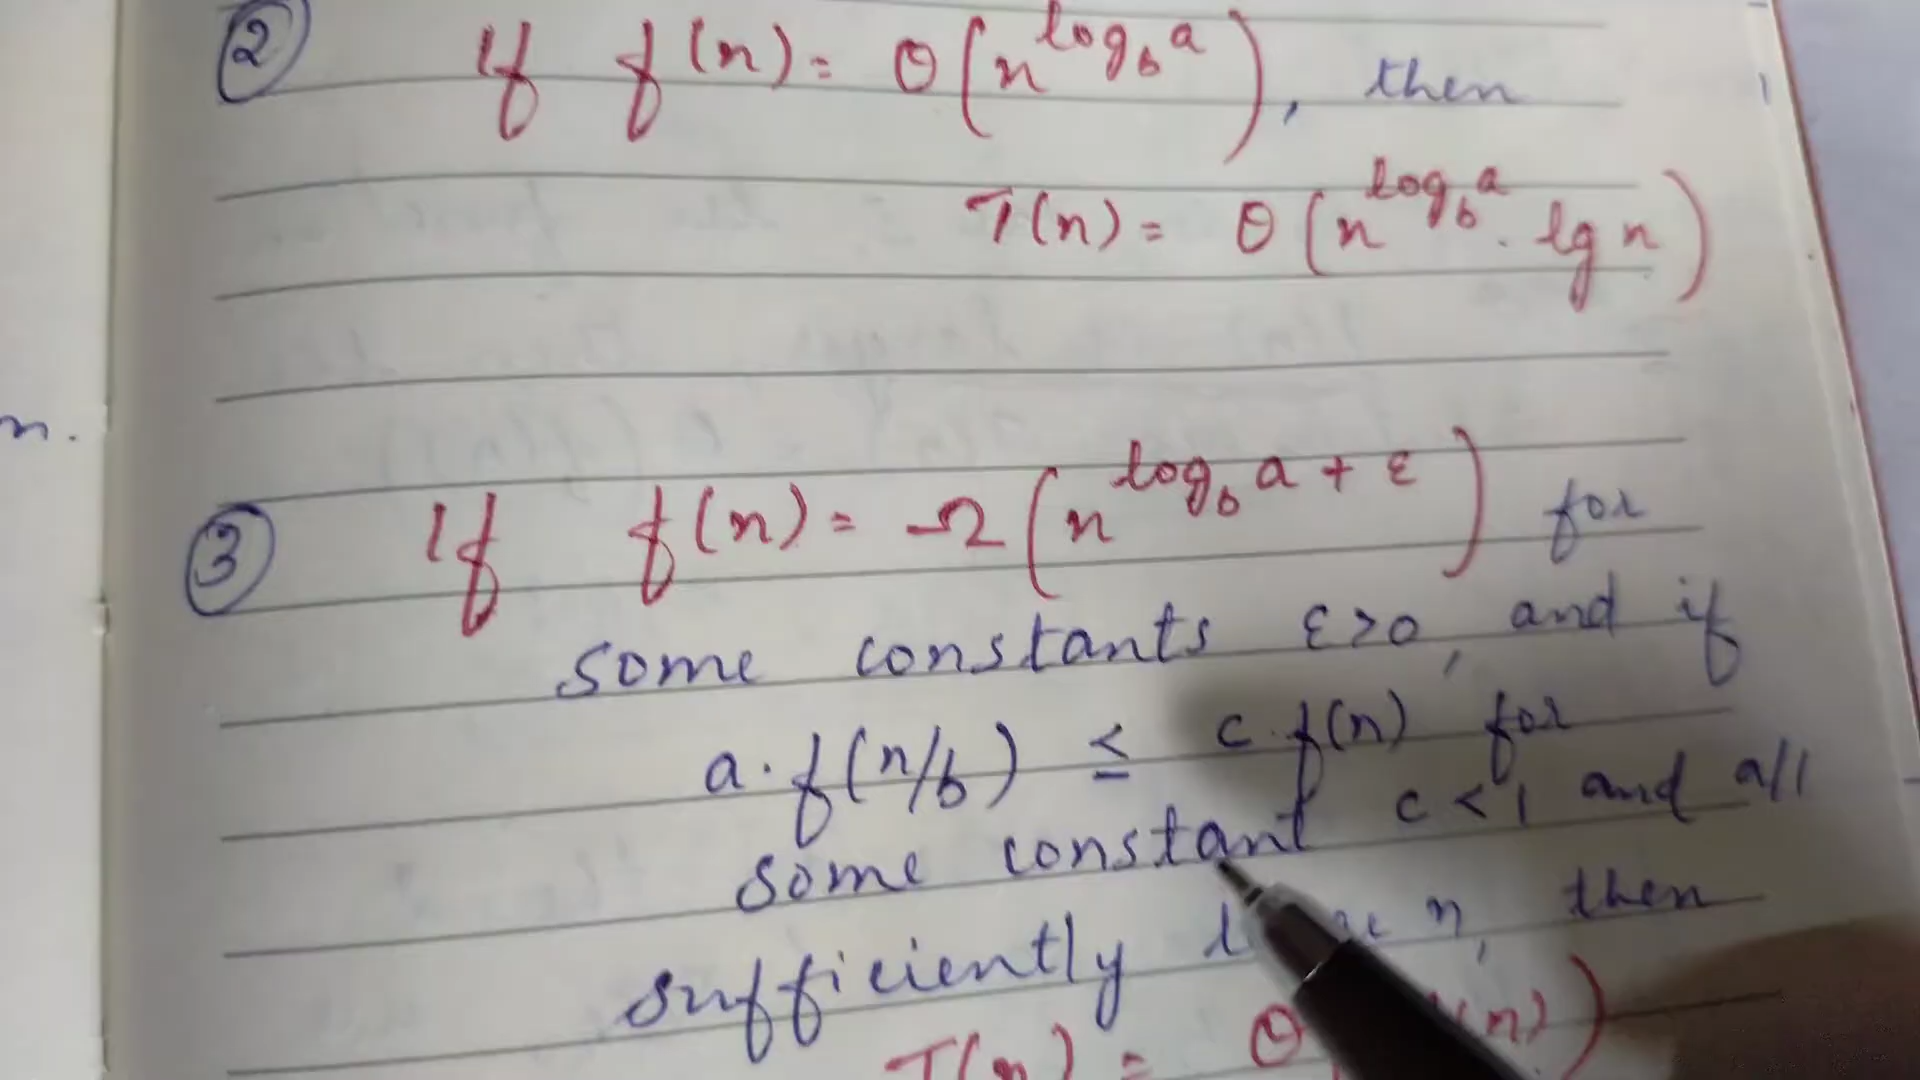 ② If f(n) = Θ(n^log_b a), then
T(n) = Θ(n^log_b a . lg n)
n.
③ If f(n) = Ω(n^log_b a + ε) for
some constants ε>0, and if
a.f(n/b) ≤ c.f(n) for
some constant c < 1 and all
sufficiently n, then
T(n) = Θ (n))